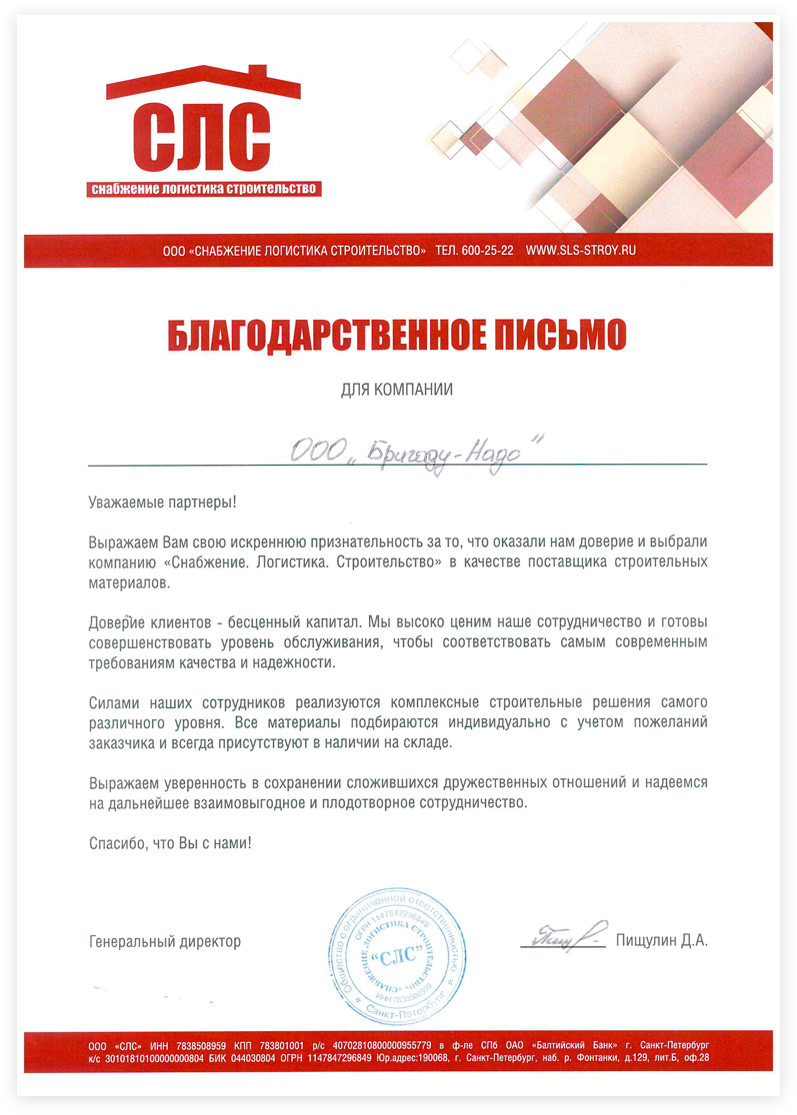 СЛС
снабжение логистика строительство
ООО «СНАБЖЕНИЕ ЛОГИСТИКА СТРОИТЕЛЬСТВО» ТЕЛ. 600-25-22 WWW.SLS-STROY.RU
БЛАГОДАРСТВЕННОЕ ПИСЬМО
ДЛЯ КОМПАНИИ
ООО „Бригаду-Надо"
Уважаемые партнеры!
Выражаем Вам свою искреннюю признательность за то, что оказали нам доверие и выбрали
компанию «Снабжение. Логистика. Строительство» в качестве поставщика строительных
материалов.
Доверие клиентов - бесценный капитал. Мы высоко ценим наше сотрудничество и готовы
совершенствовать уровень обслуживания, чтобы соответствовать самым современным
требованиям качества и надежности.
Силами наших сотрудников реализуются комплексные строительные решения самого
различного уровня. Все материалы подбираются индивидуально с учетом пожеланий
заказчика и всегда присутствуют в наличии на складе.
Выражаем уверенность в сохранении сложившихся дружественных отношений и надеемся
на дальнейшее взаимовыгодное и плодотворное сотрудничество.
Спасибо, что Вы с нами!
Общество с ограниченной ответственностью
ОГРН 1147847296849
«СНАБЖЕНИЕ ЛОГИСТИКА СТРОИТЕЛЬСТВО»
“СЛС”
ИНН 7838508959
Санкт-Петербург
Генеральный директор
Пищулин Д.А.
ООО «СЛС» ИНН 7838508959 КПП 783801001 р/с 40702810800000955779 в ф-ле СПб ОАО «Балтийский Банк» г. Санкт-Петербург
к/с 30101810100000000804 БИК 044030804 ОГРН 1147847296849 Юр.адрес:190068, г. Санкт-Петербург, наб. р. Фонтанки, д.129, лит.Б, оф.28